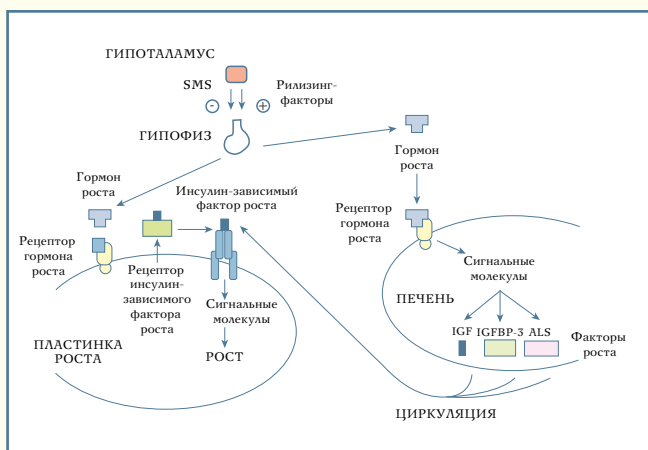 ГИПОТАЛАМУС
SMS
Рилизинг-
факторы
-
+
ГИПОФИЗ
Гормон
роста
Гормон
роста
Инсулин-зависимый
фактор роста
Рецептор
гормона
роста
Рецептор
гормона
роста
Рецептор
инсулин-
зависимого
фактора
роста
Сигнальные
молекулы
РОСТ
ПЛАСТИНКА
РОСТА
Сигнальные
молекулы
ПЕЧЕНЬ
IGF IGFBP-3 ALS
Факторы
роста
ЦИРКУЛЯЦИЯ